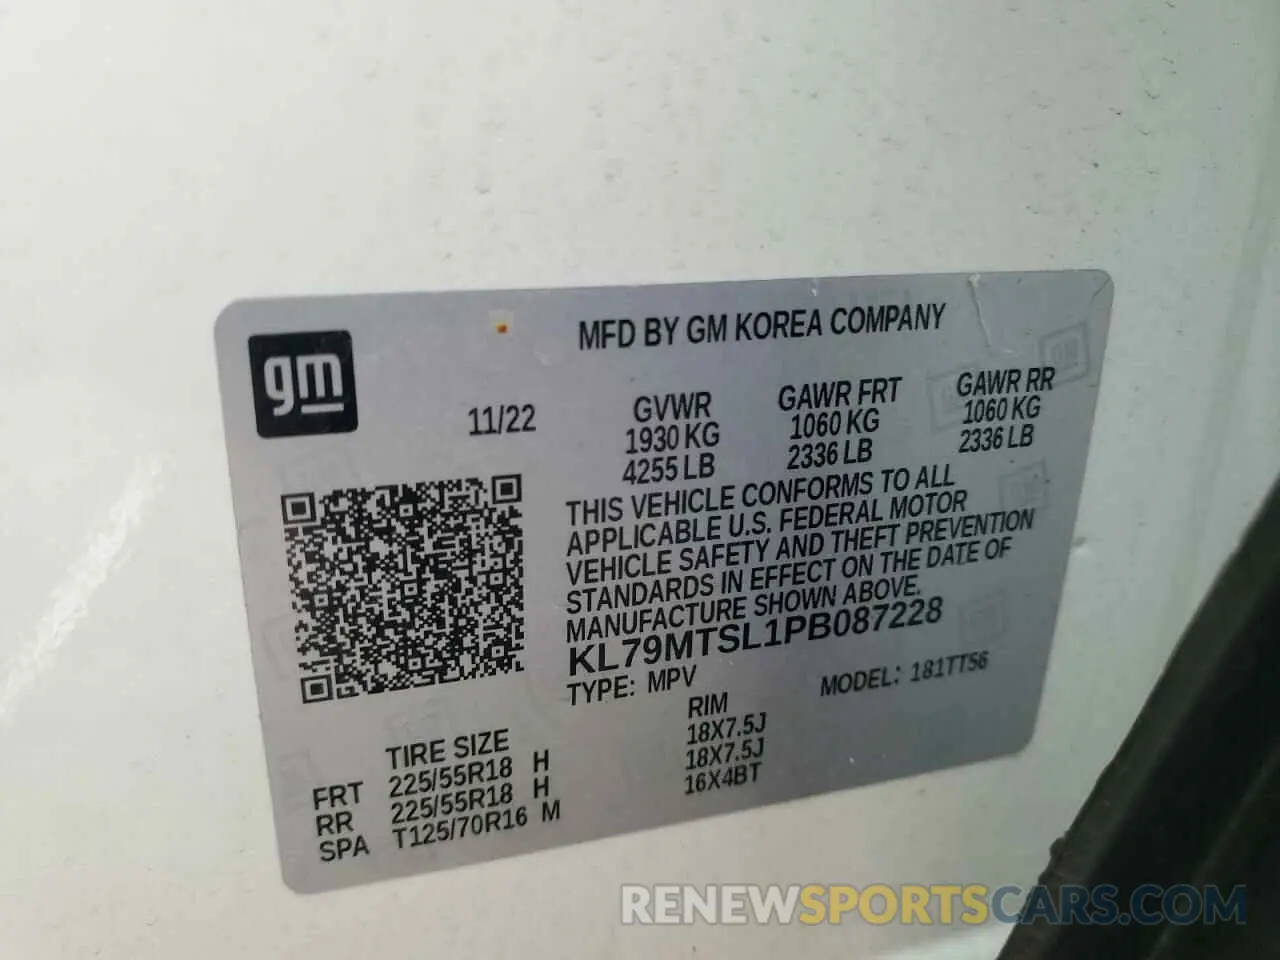 gm
MFD BY GM KOREA COMPANY
11/22
GVWR GAWR FRT GAWR RR
1930 KG 1060 KG 1060 KG
4255 LB 2336 LB 2336 LB
THIS VEHICLE CONFORMS TO ALL
APPLICABLE U.S. FEDERAL MOTOR
VEHICLE SAFETY AND THEFT PREVENTION
STANDARDS IN EFFECT ON THE DATE OF
MANUFACTURE SHOWN ABOVE.
KL79MTSL1PB087228
TYPE: MPV MODEL: 181TT56
TIRE SIZE RIM
FRT 225/55R18 H 18X7.5J
RR 225/55R18 H 18X7.5J
SPA T125/70R16 M 16X4BT
RENEWSPORTSCARS.COM